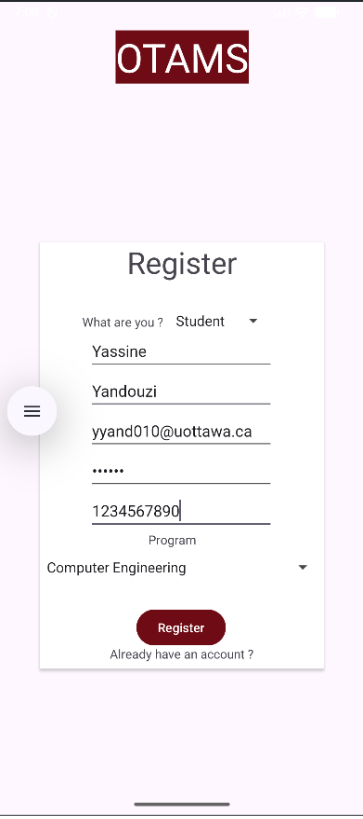 OTAMS
Register
What are you ? Student
Yassine
Yandouzi
yyand010@uottawa.ca
••••••
1234567890
Program
Computer Engineering
Register
Already have an account ?